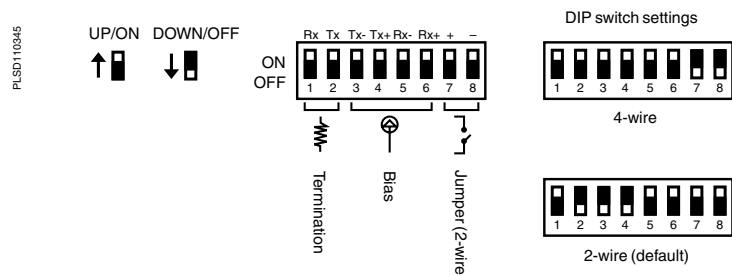 PLSD110345
UP/ON DOWN/OFF
Rx Tx Tx- Tx+ Rx- Rx+ + –
ON
OFF
1 2 3 4 5 6 7 8
Termination
Bias
Jumper (2-wire
DIP switch settings
1 2 3 4 5 6 7 8
4-wire
1 2 3 4 5 6 7 8
2-wire (default)